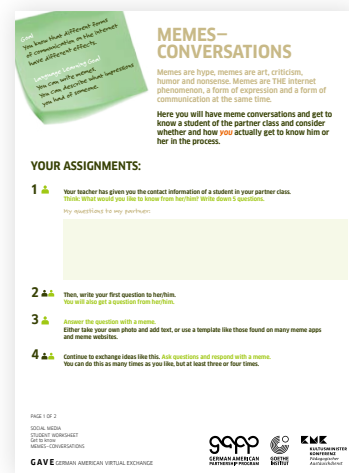 Goal
You know that different forms
of communication on the internet
have different effects.
Language Learning Goal
You can write memes.
You can describe what impressions
you had of someone.
MEMES–
CONVERSATIONS
Memes are hype, memes are art, criticism,
humor and nonsense. Memes are THE internet
phenomenon, a form of expression and a form of
communication at the same time.
Here you will have meme conversations and get to
know a student of the partner class and consider
whether and how you actually get to know him or
her in the process.
YOUR ASSIGNMENTS:
1
Your teacher has given you the contact information of a student in your partner class.
Think: What would you like to know from her/him? Write down 5 questions.
My questions to my partner:
2
Then, write your first question to her/him.
You will also get a question from her/him.
3
Answer the question with a meme.
Either take your own photo and add text, or use a template like those found on many meme apps
and meme websites.
4
Continue to exchange ideas like this. Ask questions and respond with a meme.
You can do this as many times as you like, but at least three or four times.
PAGE 1 OF 2
SOCIAL MEDIA
STUDENT WORKSHEET
Get to know
MEMES–CONVERSATIONS
GAVE GERMAN AMERICAN VIRTUAL EXCHANGE
gapp
GERMAN AMERICAN
PARTNERSHIP PROGRAM
GOETHE
INSTITUT
KMK
KULTUSMINISTER
KONFERENZ
Pädagogischer
Austauschdienst